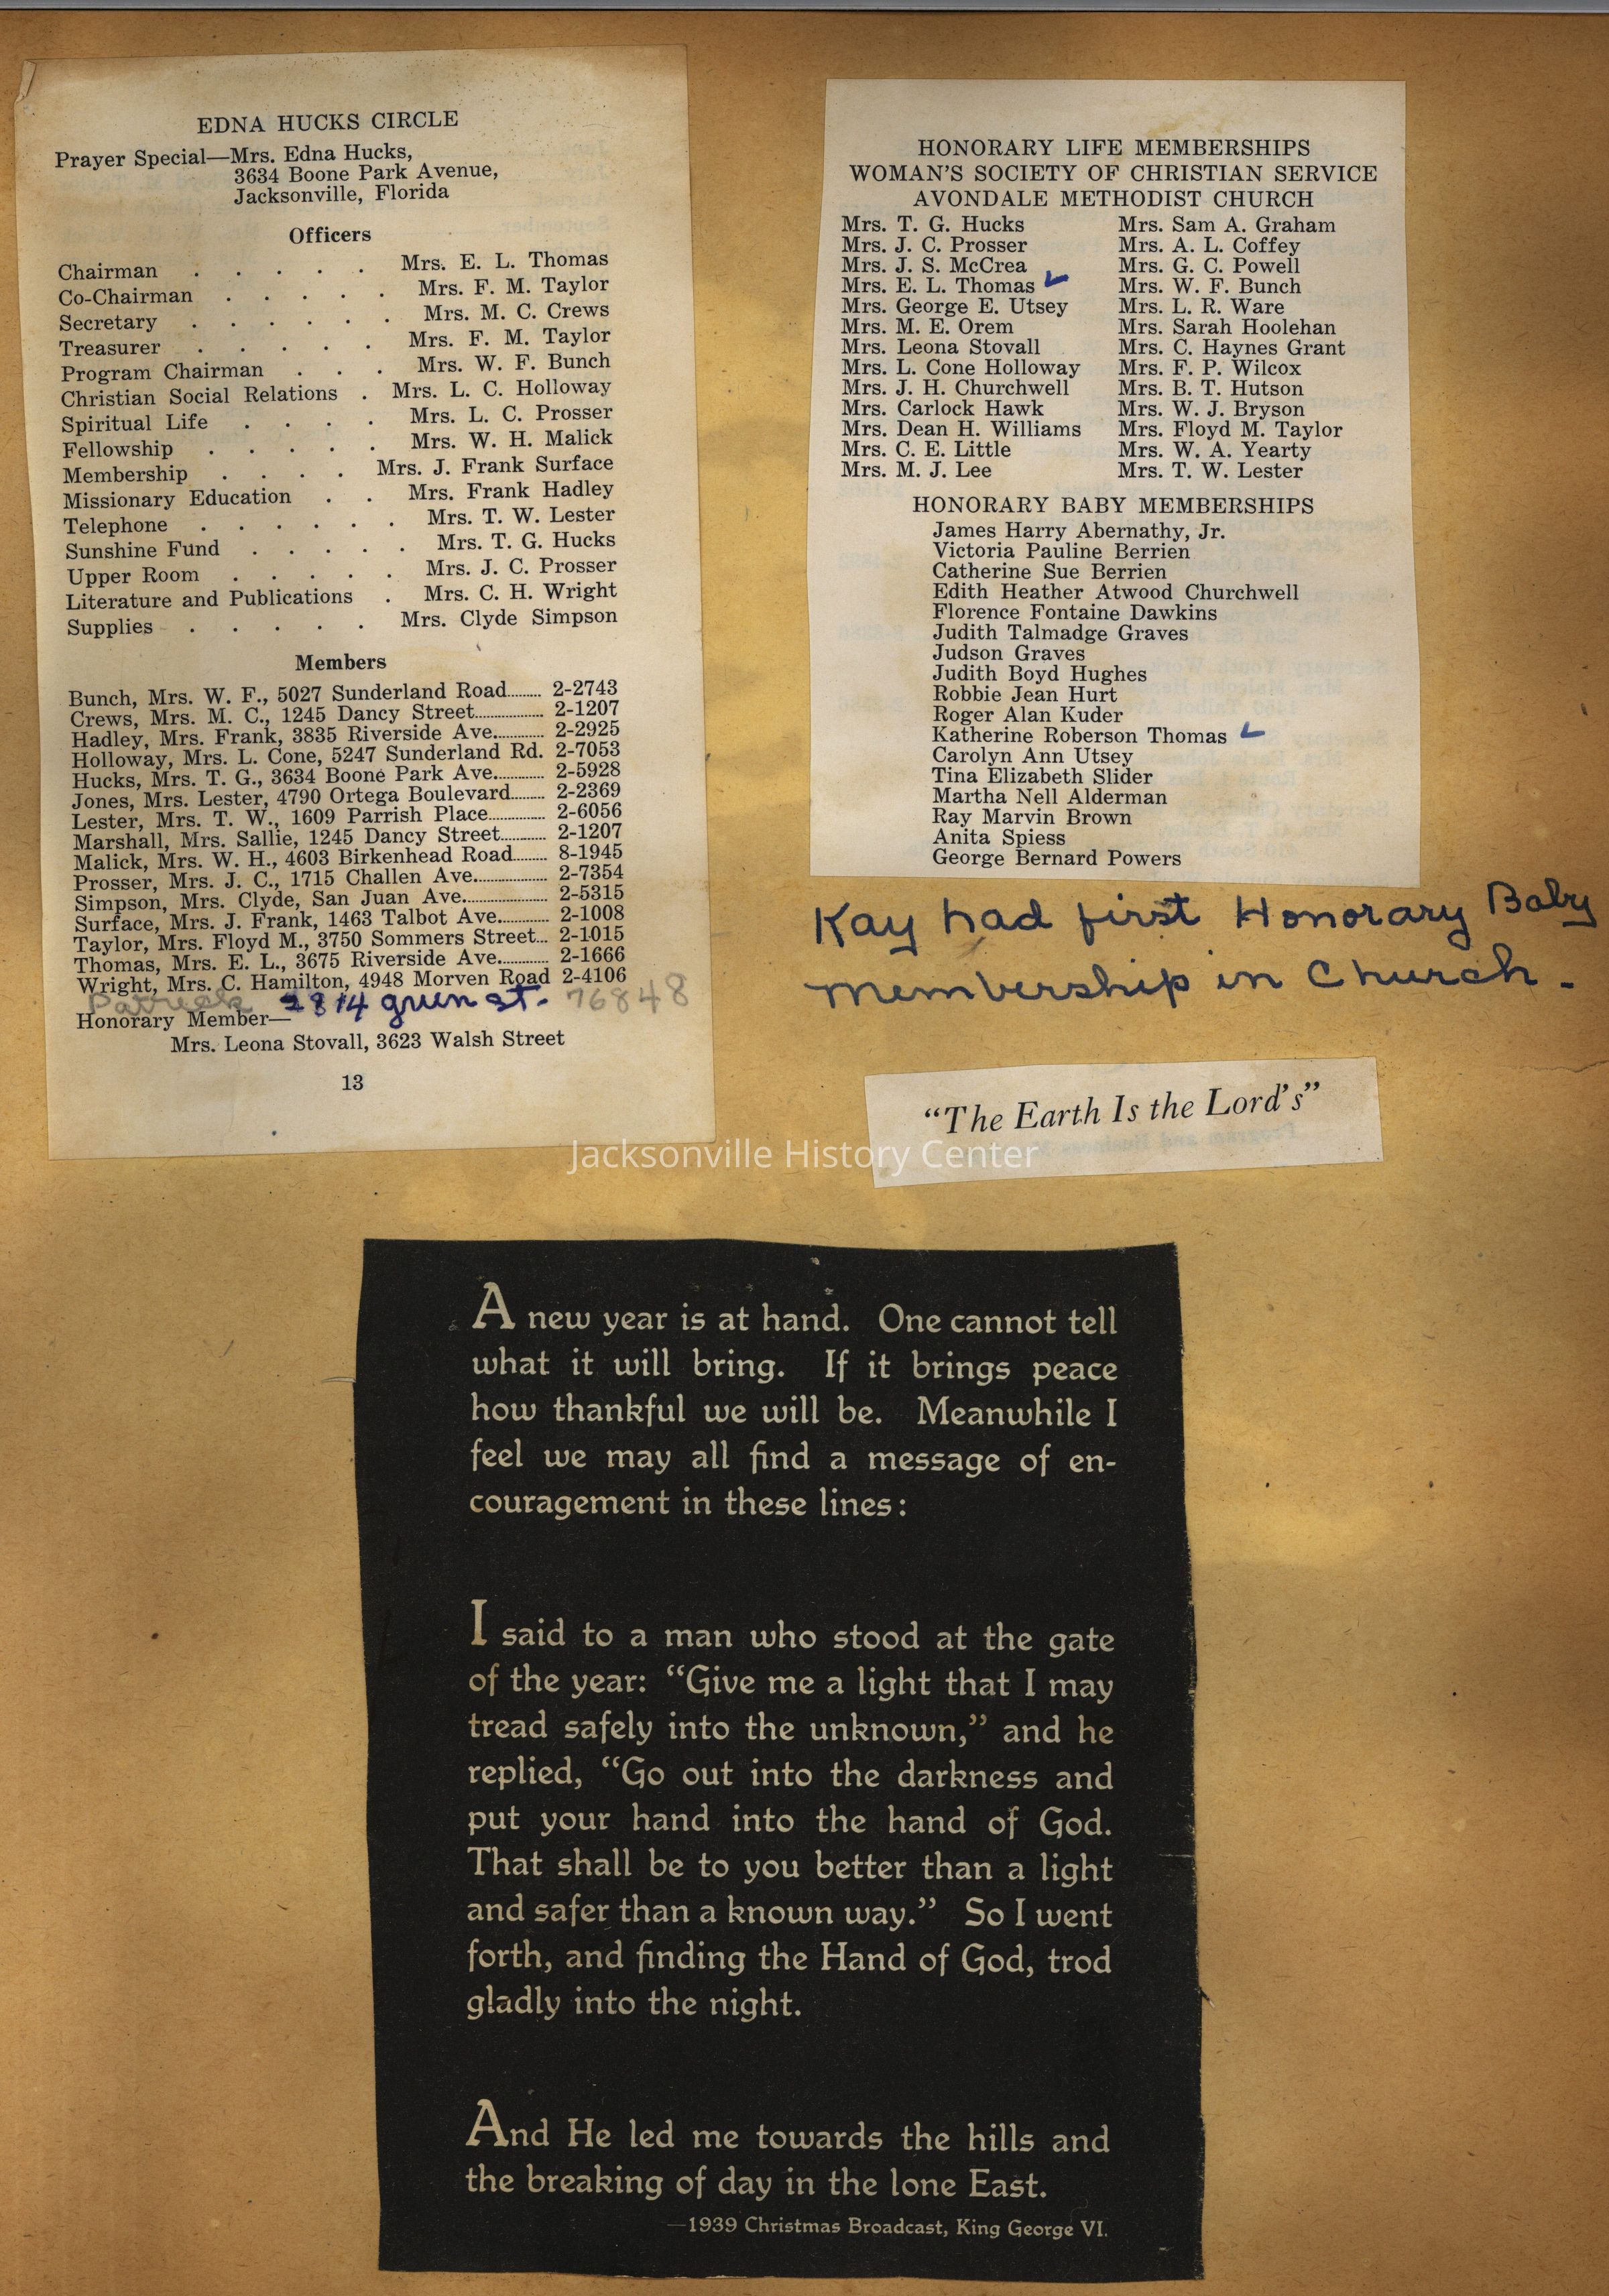 EDNA HUCKS CIRCLE
Prayer Special—Mrs. Edna Hucks,
3634 Boone Park Avenue,
Jacksonville, Florida
Officers
Chairman . . . . . Mrs. E. L. Thomas
Co-Chairman . . . . . Mrs. F. M. Taylor
Secretary . . . . . . Mrs. M. C. Crews
Treasurer . . . . . Mrs. F. M. Taylor
Program Chairman . . . Mrs. W. F. Bunch
Christian Social Relations . Mrs. L. C. Holloway
Spiritual Life . . . . Mrs. L. C. Prosser
Fellowship . . . . Mrs. W. H. Malick
Membership . . . . Mrs. J. Frank Surface
Missionary Education . . Mrs. Frank Hadley
Telephone . . . . . . Mrs. T. W. Lester
Sunshine Fund . . . . . Mrs. T. G. Hucks
Upper Room . . . . . Mrs. J. C. Prosser
Literature and Publications . Mrs. C. H. Wright
Supplies . . . . . Mrs. Clyde Simpson
Members
Bunch, Mrs. W. F., 5027 Sunderland Road........ 2-2743
Crews, Mrs. M. C., 1245 Dancy Street.................. 2-1207
Hadley, Mrs. Frank, 3835 Riverside Ave............. 2-2925
Holloway, Mrs. L. Cone, 5247 Sunderland Rd. 2-7053
Hucks, Mrs. T. G., 3634 Boone Park Ave............. 2-5928
Jones, Mrs. Lester, 4790 Ortega Boulevard......... 2-2369
Lester, Mrs. T. W., 1609 Parrish Place............... 2-6056
Marshall, Mrs. Sallie, 1245 Dancy Street............ 2-1207
Malick, Mrs. W. H., 4603 Birkenhead Road......... 8-1945
Prosser, Mrs. J. C., 1715 Challen Ave................... 2-7354
Simpson, Mrs. Clyde, San Juan Ave...................... 2-5315
Surface, Mrs. J. Frank, 1463 Talbot Ave............. 2-1008
Taylor, Mrs. Floyd M., 3750 Sommers Street... 2-1015
Thomas, Mrs. E. L., 3675 Riverside Ave............. 2-1666
Wright, Mrs. C. Hamilton, 4948 Morven Road 2-4106
2814 green st. 76848
Honorary Member—
Mrs. Leona Stovall, 3623 Walsh Street
13
HONORARY LIFE MEMBERSHIPS
WOMAN'S SOCIETY OF CHRISTIAN SERVICE
AVONDALE METHODIST CHURCH
Mrs. T. G. Hucks
Mrs. J. C. Prosser
Mrs. J. S. McCrea
Mrs. E. L. Thomas
Mrs. George E. Utsey
Mrs. M. E. Orem
Mrs. Leona Stovall
Mrs. L. Cone Holloway
Mrs. J. H. Churchwell
Mrs. Carlock Hawk
Mrs. Dean H. Williams
Mrs. C. E. Little
Mrs. M. J. Lee
Mrs. Sam A. Graham
Mrs. A. L. Coffey
Mrs. G. C. Powell
Mrs. W. F. Bunch
Mrs. L. R. Ware
Mrs. Sarah Hoolehan
Mrs. C. Haynes Grant
Mrs. F. P. Wilcox
Mrs. B. T. Hutson
Mrs. W. J. Bryson
Mrs. Floyd M. Taylor
Mrs. W. A. Yearty
Mrs. T. W. Lester
HONORARY BABY MEMBERSHIPS
James Harry Abernathy, Jr.
Victoria Pauline Berrien
Catherine Sue Berrien
Edith Heather Atwood Churchwell
Florence Fontaine Dawkins
Judith Talmadge Graves
Judson Graves
Judith Boyd Hughes
Robbie Jean Hurt
Roger Alan Kuder
Katherine Roberson Thomas
Carolyn Ann Utsey
Tina Elizabeth Slider
Martha Nell Alderman
Ray Marvin Brown
Anita Spiess
George Bernard Powers
Kay had first Honorary Baby
Membership in Church.
"The Earth Is the Lord's"
Jacksonville History Center
A new year is at hand. One cannot tell
what it will bring. If it brings peace
how thankful we will be. Meanwhile I
feel we may all find a message of en-
couragement in these lines:
I said to a man who stood at the gate
of the year: "Give me a light that I may
tread safely into the unknown," and he
replied, "Go out into the darkness and
put your hand into the hand of God.
That shall be to you better than a light
and safer than a known way." So I went
forth, and finding the Hand of God, trod
gladly into the night.
And He led me towards the hills and
the breaking of day in the lone East.
—1939 Christmas Broadcast, King George VI.